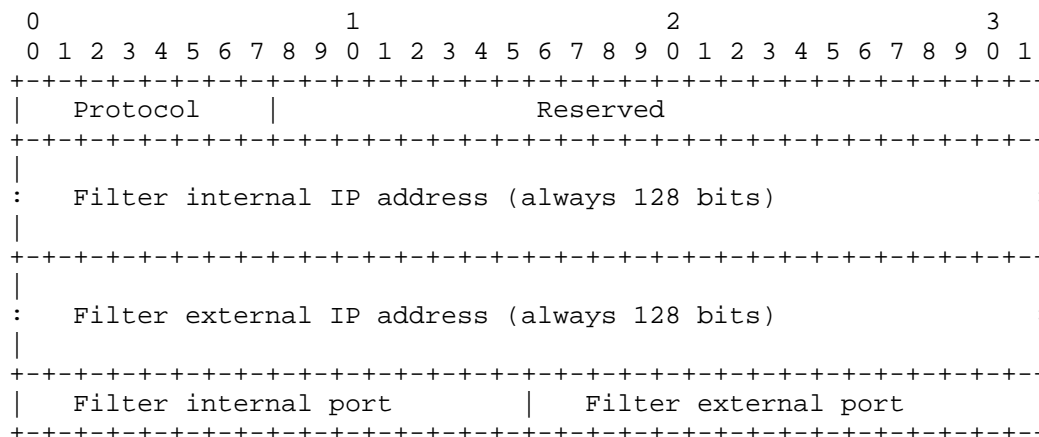 0                   1                   2                   3
0 1 2 3 4 5 6 7 8 9 0 1 2 3 4 5 6 7 8 9 0 1 2 3 4 5 6 7 8 9 0 1
+-+-+-+-+-+-+-+-+-+-+-+-+-+-+-+-+-+-+-+-+-+-+-+-+-+-+-+-+-+-+-+-+-
|   Protocol    |                Reserved
+-+-+-+-+-+-+-+-+-+-+-+-+-+-+-+-+-+-+-+-+-+-+-+-+-+-+-+-+-+-+-+-+-
|
:   Filter internal IP address (always 128 bits)
|
+-+-+-+-+-+-+-+-+-+-+-+-+-+-+-+-+-+-+-+-+-+-+-+-+-+-+-+-+-+-+-+-+-
|
:   Filter external IP address (always 128 bits)
|
+-+-+-+-+-+-+-+-+-+-+-+-+-+-+-+-+-+-+-+-+-+-+-+-+-+-+-+-+-+-+-+-+-
|   Filter internal port        |   Filter external port
+-+-+-+-+-+-+-+-+-+-+-+-+-+-+-+-+-+-+-+-+-+-+-+-+-+-+-+-+-+-+-+-+-